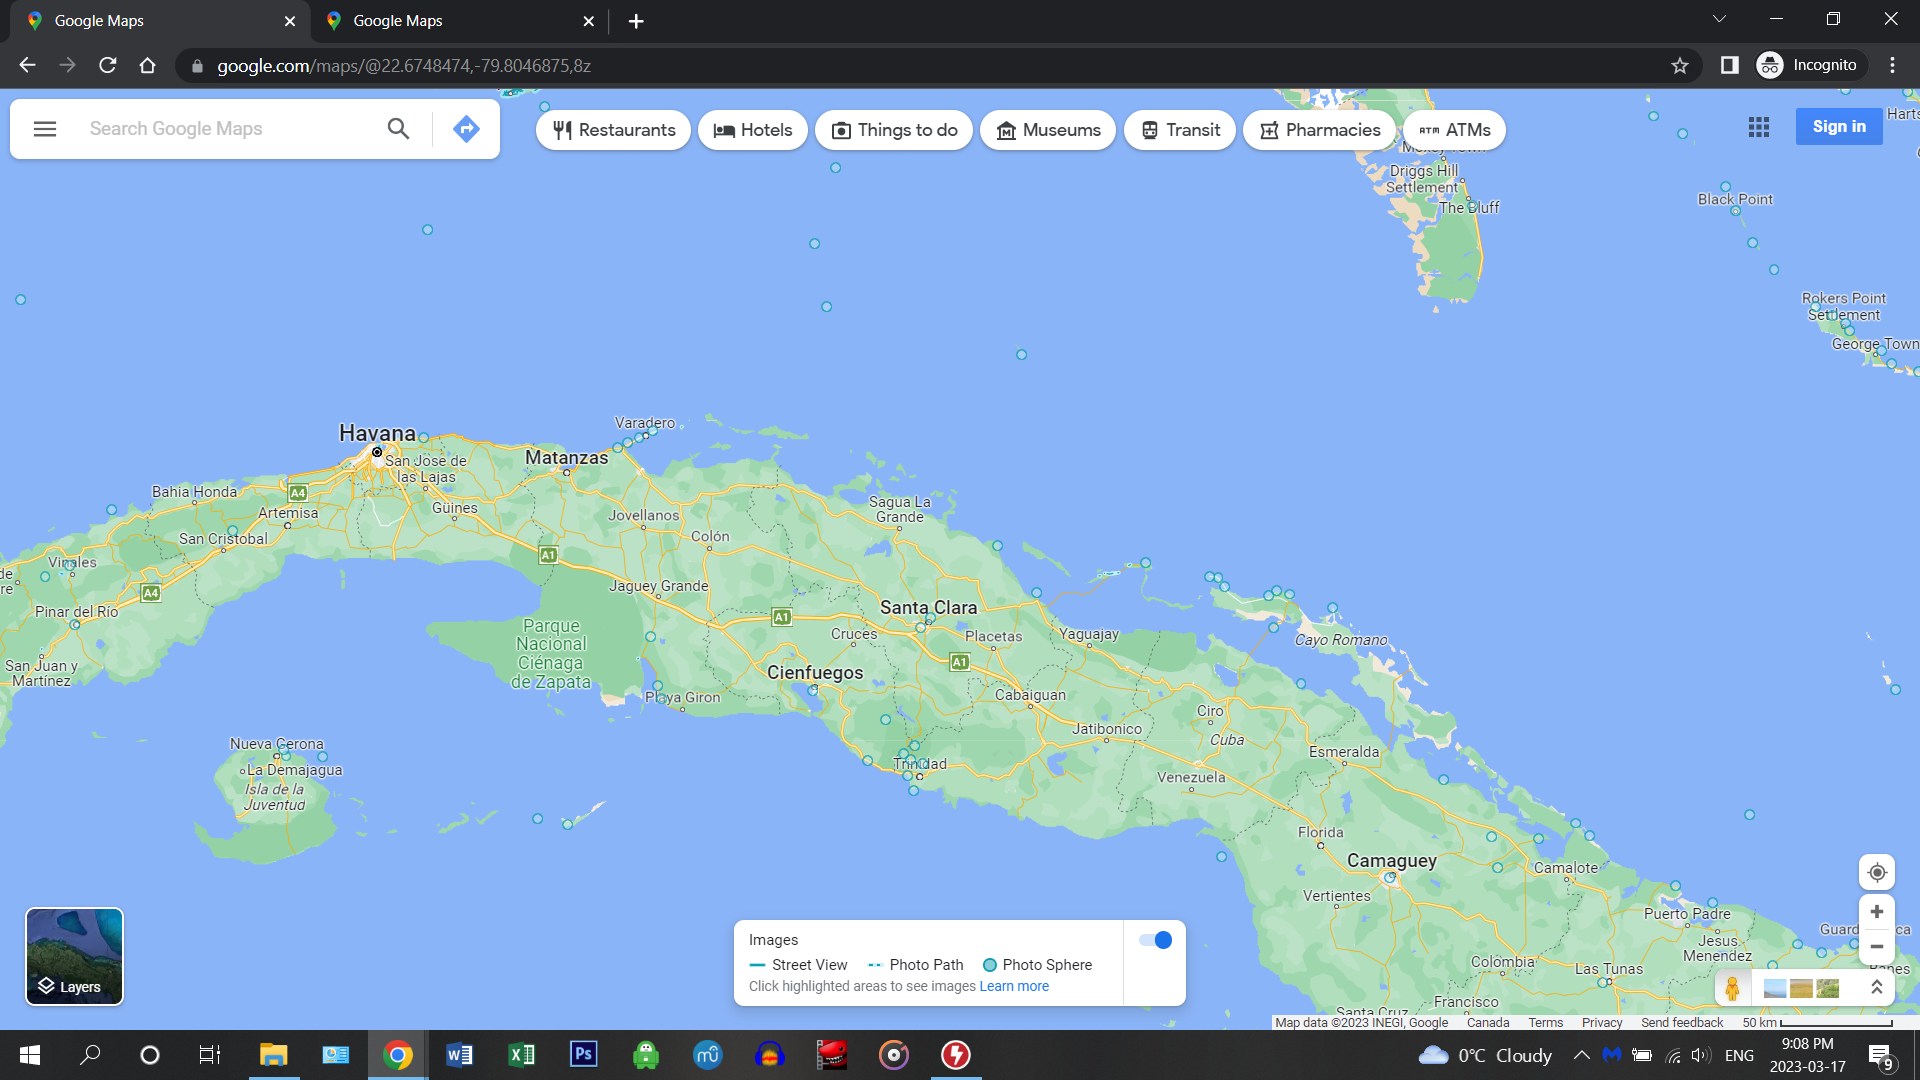 Google Maps
Google Maps
google.com/maps/@22.6748474,-79.8046875,8z
Incognito
Search Google Maps
Restaurants
Hotels
Things to do
Museums
Transit
Pharmacies
ATM ATMs
Sign in
Driggs Hill
Settlement
The Bluff
Black Point
Rokers Point
Settlement
George Town
Havana
Varadero
San Jose de
las Lajas
Matanzas
Bahia Honda
A4
Artemisa
Güines
Jovellanos
Sagua La
Grande
San Cristobal
Colón
A1
Viñales
A4
Jaguey Grande
Pinar del Río
A1
Santa Clara
Parque
Nacional
Ciénaga
de Zapata
Cruces
Placetas
Yaguajay
Cayo Romano
San Juan y
Martínez
A1
Cienfuegos
Playa Giron
Cabaiguan
Ciro
Jatibonico
Cuba
Nueva Gerona
La Demajagua
Isla de la
Juventud
Trinidad
Esmeralda
Venezuela
Florida
Camaguey
Camalote
Vertientes
Puerto Padre
Jesus
Menendez
Colombia
Las Tunas
Francisco
Santa Cruz
Layers
Images
Street View
Photo Path
Photo Sphere
Click highlighted areas to see images Learn more
Map data ©2023 INEGI, Google
Canada
Terms
Privacy
Send feedback
50 km
0°C Cloudy
ENG
9:08 PM
2023-03-17
9